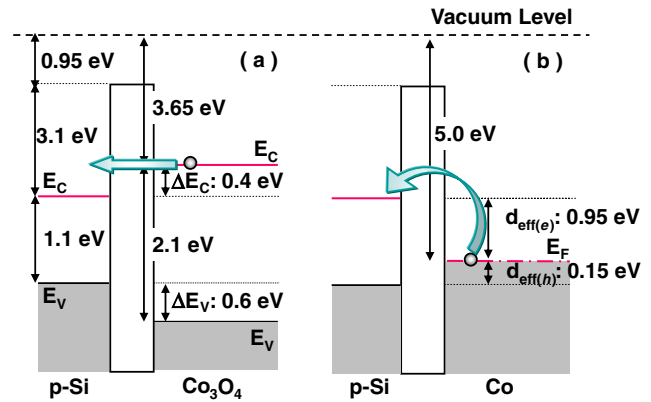 Vacuum Level
0.95 eV
( a )
( b )
3.65 eV
3.1 eV
5.0 eV
E_C
E_C
ΔE_C: 0.4 eV
d_eff(e): 0.95 eV
1.1 eV
2.1 eV
E_F
d_eff(h): 0.15 eV
E_V
ΔE_V: 0.6 eV
E_V
p-Si
Co₃O₄
p-Si
Co